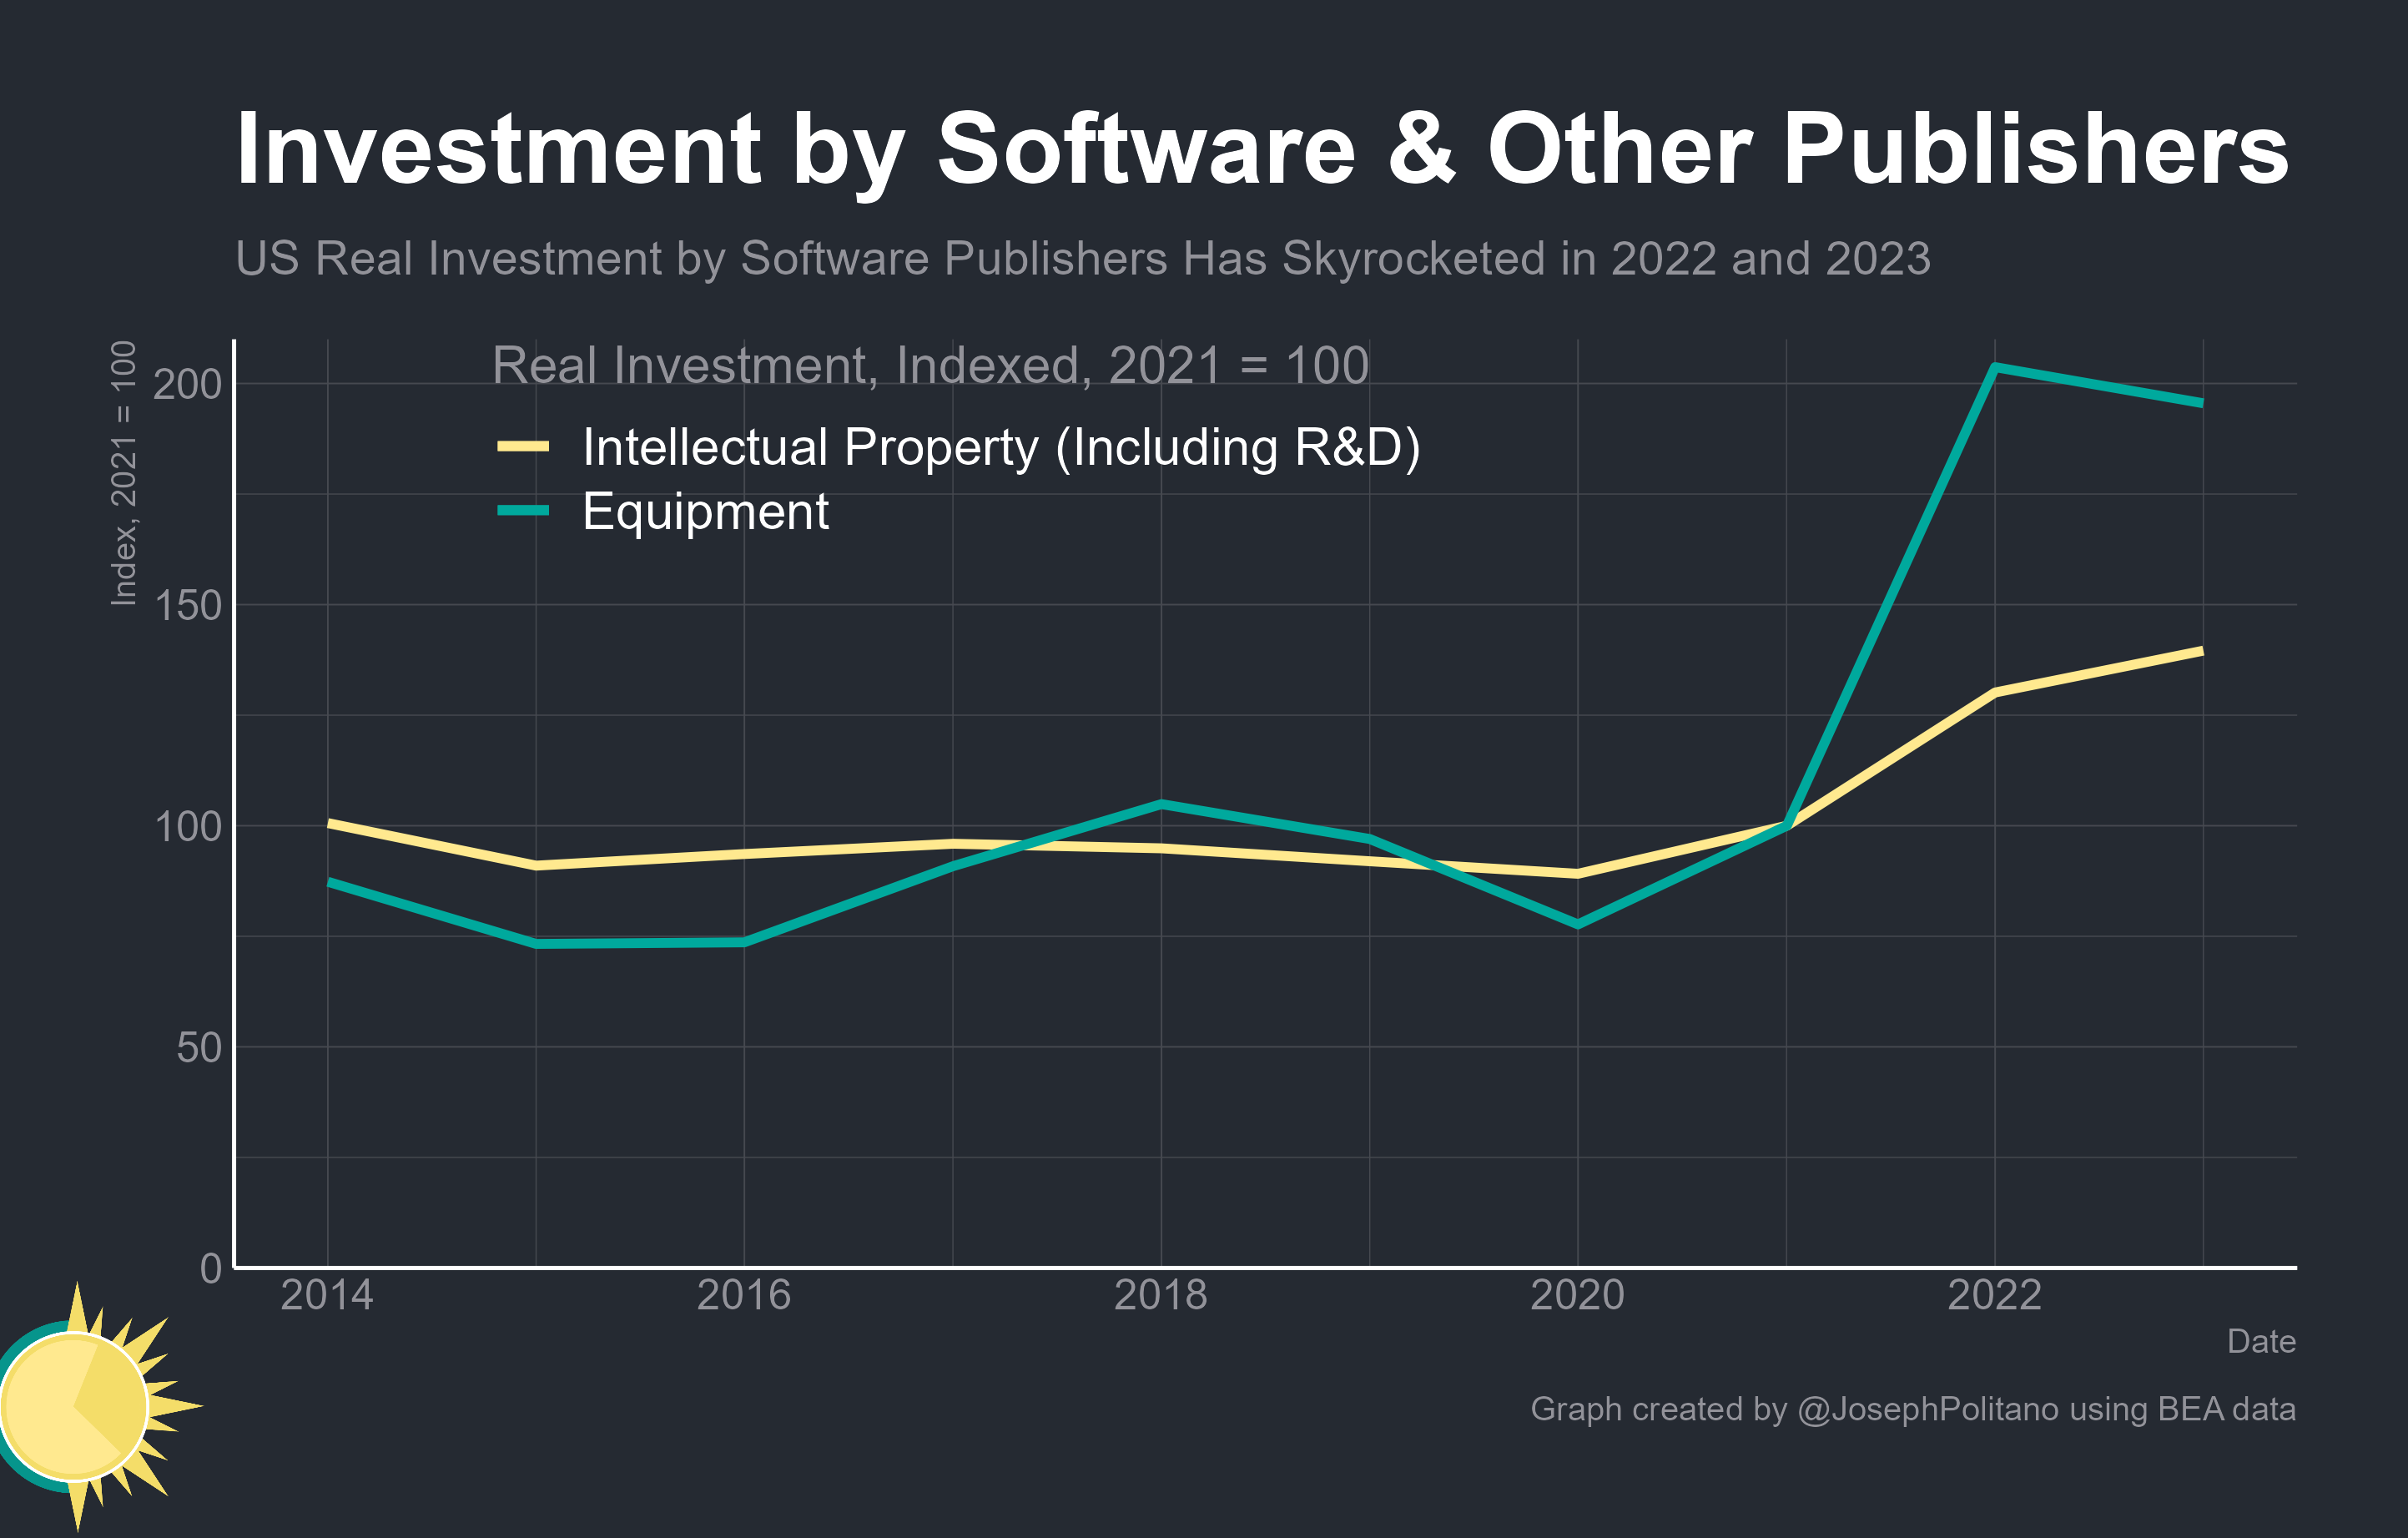 Investment by Software & Other Publishers
US Real Investment by Software Publishers Has Skyrocketed in 2022 and 2023
Index, 2021 = 100
Real Investment, Indexed, 2021 = 100
Intellectual Property (Including R&D)
Equipment
200
150
100
50
0
2014 2016 2018 2020 2022
Date
Graph created by @JosephPolitano using BEA data